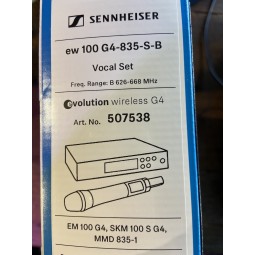 SENNHEISER
ew 100 G4-835-S-B
Vocal Set
Freq. Range: B 626-668 MHz
evolution wireless G4
Art. No. 507538
EM 100 G4, SKM 100 S G4,
MMD 835-1